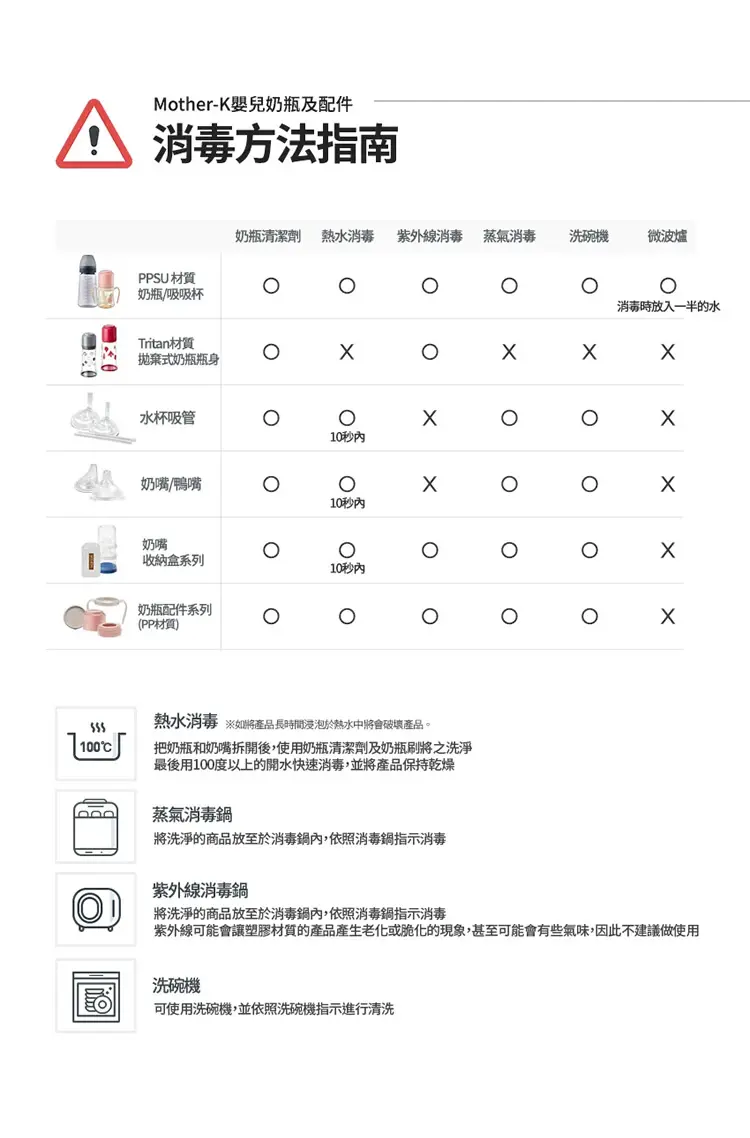 Mother-K嬰兒奶瓶及配件
消毒方法指南
奶瓶清潔劑 熱水消毒 紫外線消毒 蒸氣消毒 洗碗機 微波爐
PPSU 材質
奶瓶/吸吸杯
O O O O O O
消毒時放入一半的水
Tritan材質
拋棄式奶瓶瓶身
O X O X X X
水杯吸管
O O X O O X
10秒內
奶嘴/鴨嘴
O O X O O X
10秒內
奶嘴
收納盒系列
O O O O O X
10秒內
奶瓶配件系列
(PP材質)
O O O O O X
100℃
熱水消毒 ※如將產品長時間浸泡於熱水中將會破壞產品。
把奶瓶和奶嘴拆開後,使用奶瓶清潔劑及奶瓶刷將之洗淨
最後用100度以上的開水快速消毒,並將產品保持乾燥
蒸氣消毒鍋
將洗淨的商品放至於消毒鍋內,依照消毒鍋指示消毒
紫外線消毒鍋
將洗淨的商品放至於消毒鍋內,依照消毒鍋指示消毒
紫外線可能會讓塑膠材質的產品產生老化或脆化的現象,甚至可能會有些氣味,因此不建議做使用
洗碗機
可使用洗碗機,並依照洗碗機指示進行清洗